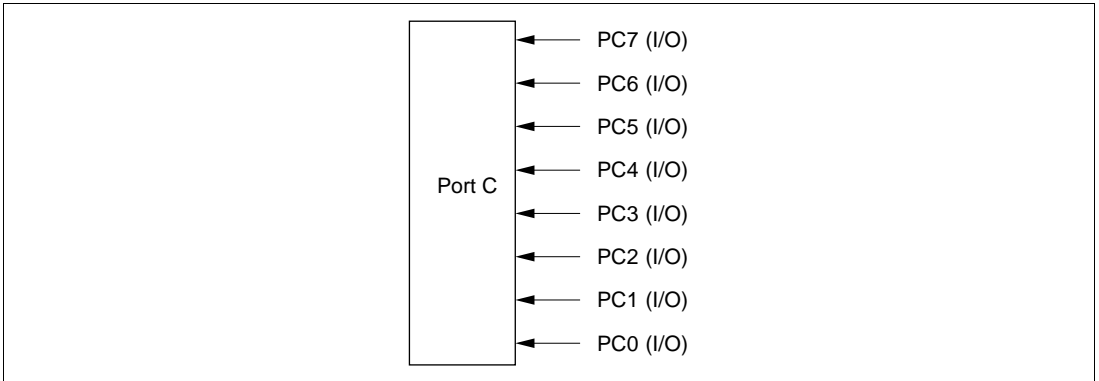 PC7 (I/O)
PC6 (I/O)
PC5 (I/O)
PC4 (I/O)
Port C
PC3 (I/O)
PC2 (I/O)
PC1 (I/O)
PC0 (I/O)